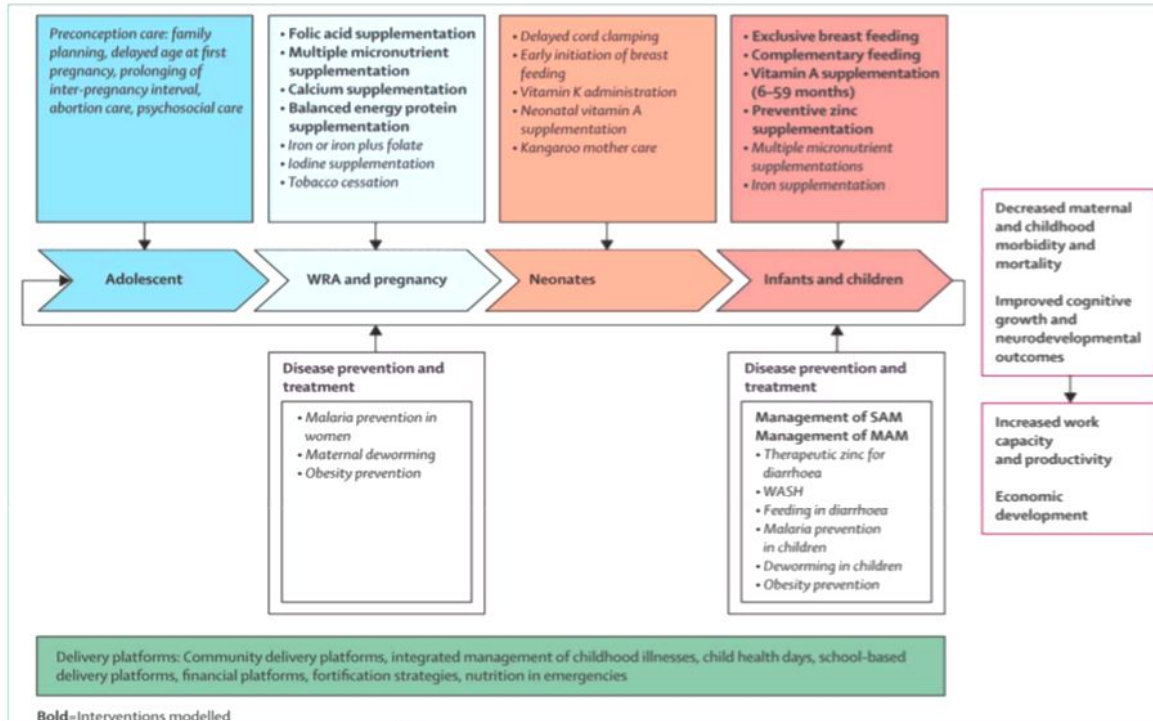 Preconception care: family
planning, delayed age at first
pregnancy, prolonging of
inter-pregnancy interval,
abortion care, psychosocial care
• Folic acid supplementation
• Multiple micronutrient
supplementation
• Calcium supplementation
• Balanced energy protein
supplementation
• Iron or iron plus folate
• Iodine supplementation
• Tobacco cessation
• Delayed cord clamping
• Early initiation of breast
feeding
• Vitamin K administration
• Neonatal vitamin A
supplementation
• Kangaroo mother care
• Exclusive breast feeding
• Complementary feeding
• Vitamin A supplementation
(6–59 months)
• Preventive zinc
supplementation
• Multiple micronutrient
supplementations
• Iron supplementation
Adolescent
WRA and pregnancy
Neonates
Infants and children
Disease prevention and
treatment
• Malaria prevention in
women
• Maternal deworming
• Obesity prevention
Disease prevention and
treatment
Management of SAM
Management of MAM
• Therapeutic zinc for
diarrhoea
• WASH
• Feeding in diarrhoea
• Malaria prevention
in children
• Deworming in children
• Obesity prevention
Decreased maternal
and childhood
morbidity and
mortality
Improved cognitive
growth and
neurodevelopmental
outcomes
Increased work
capacity
and productivity
Economic
development
Delivery platforms: Community delivery platforms, integrated management of childhood illnesses, child health days, school-based
delivery platforms, financial platforms, fortification strategies, nutrition in emergencies
Bold=Interventions modelled